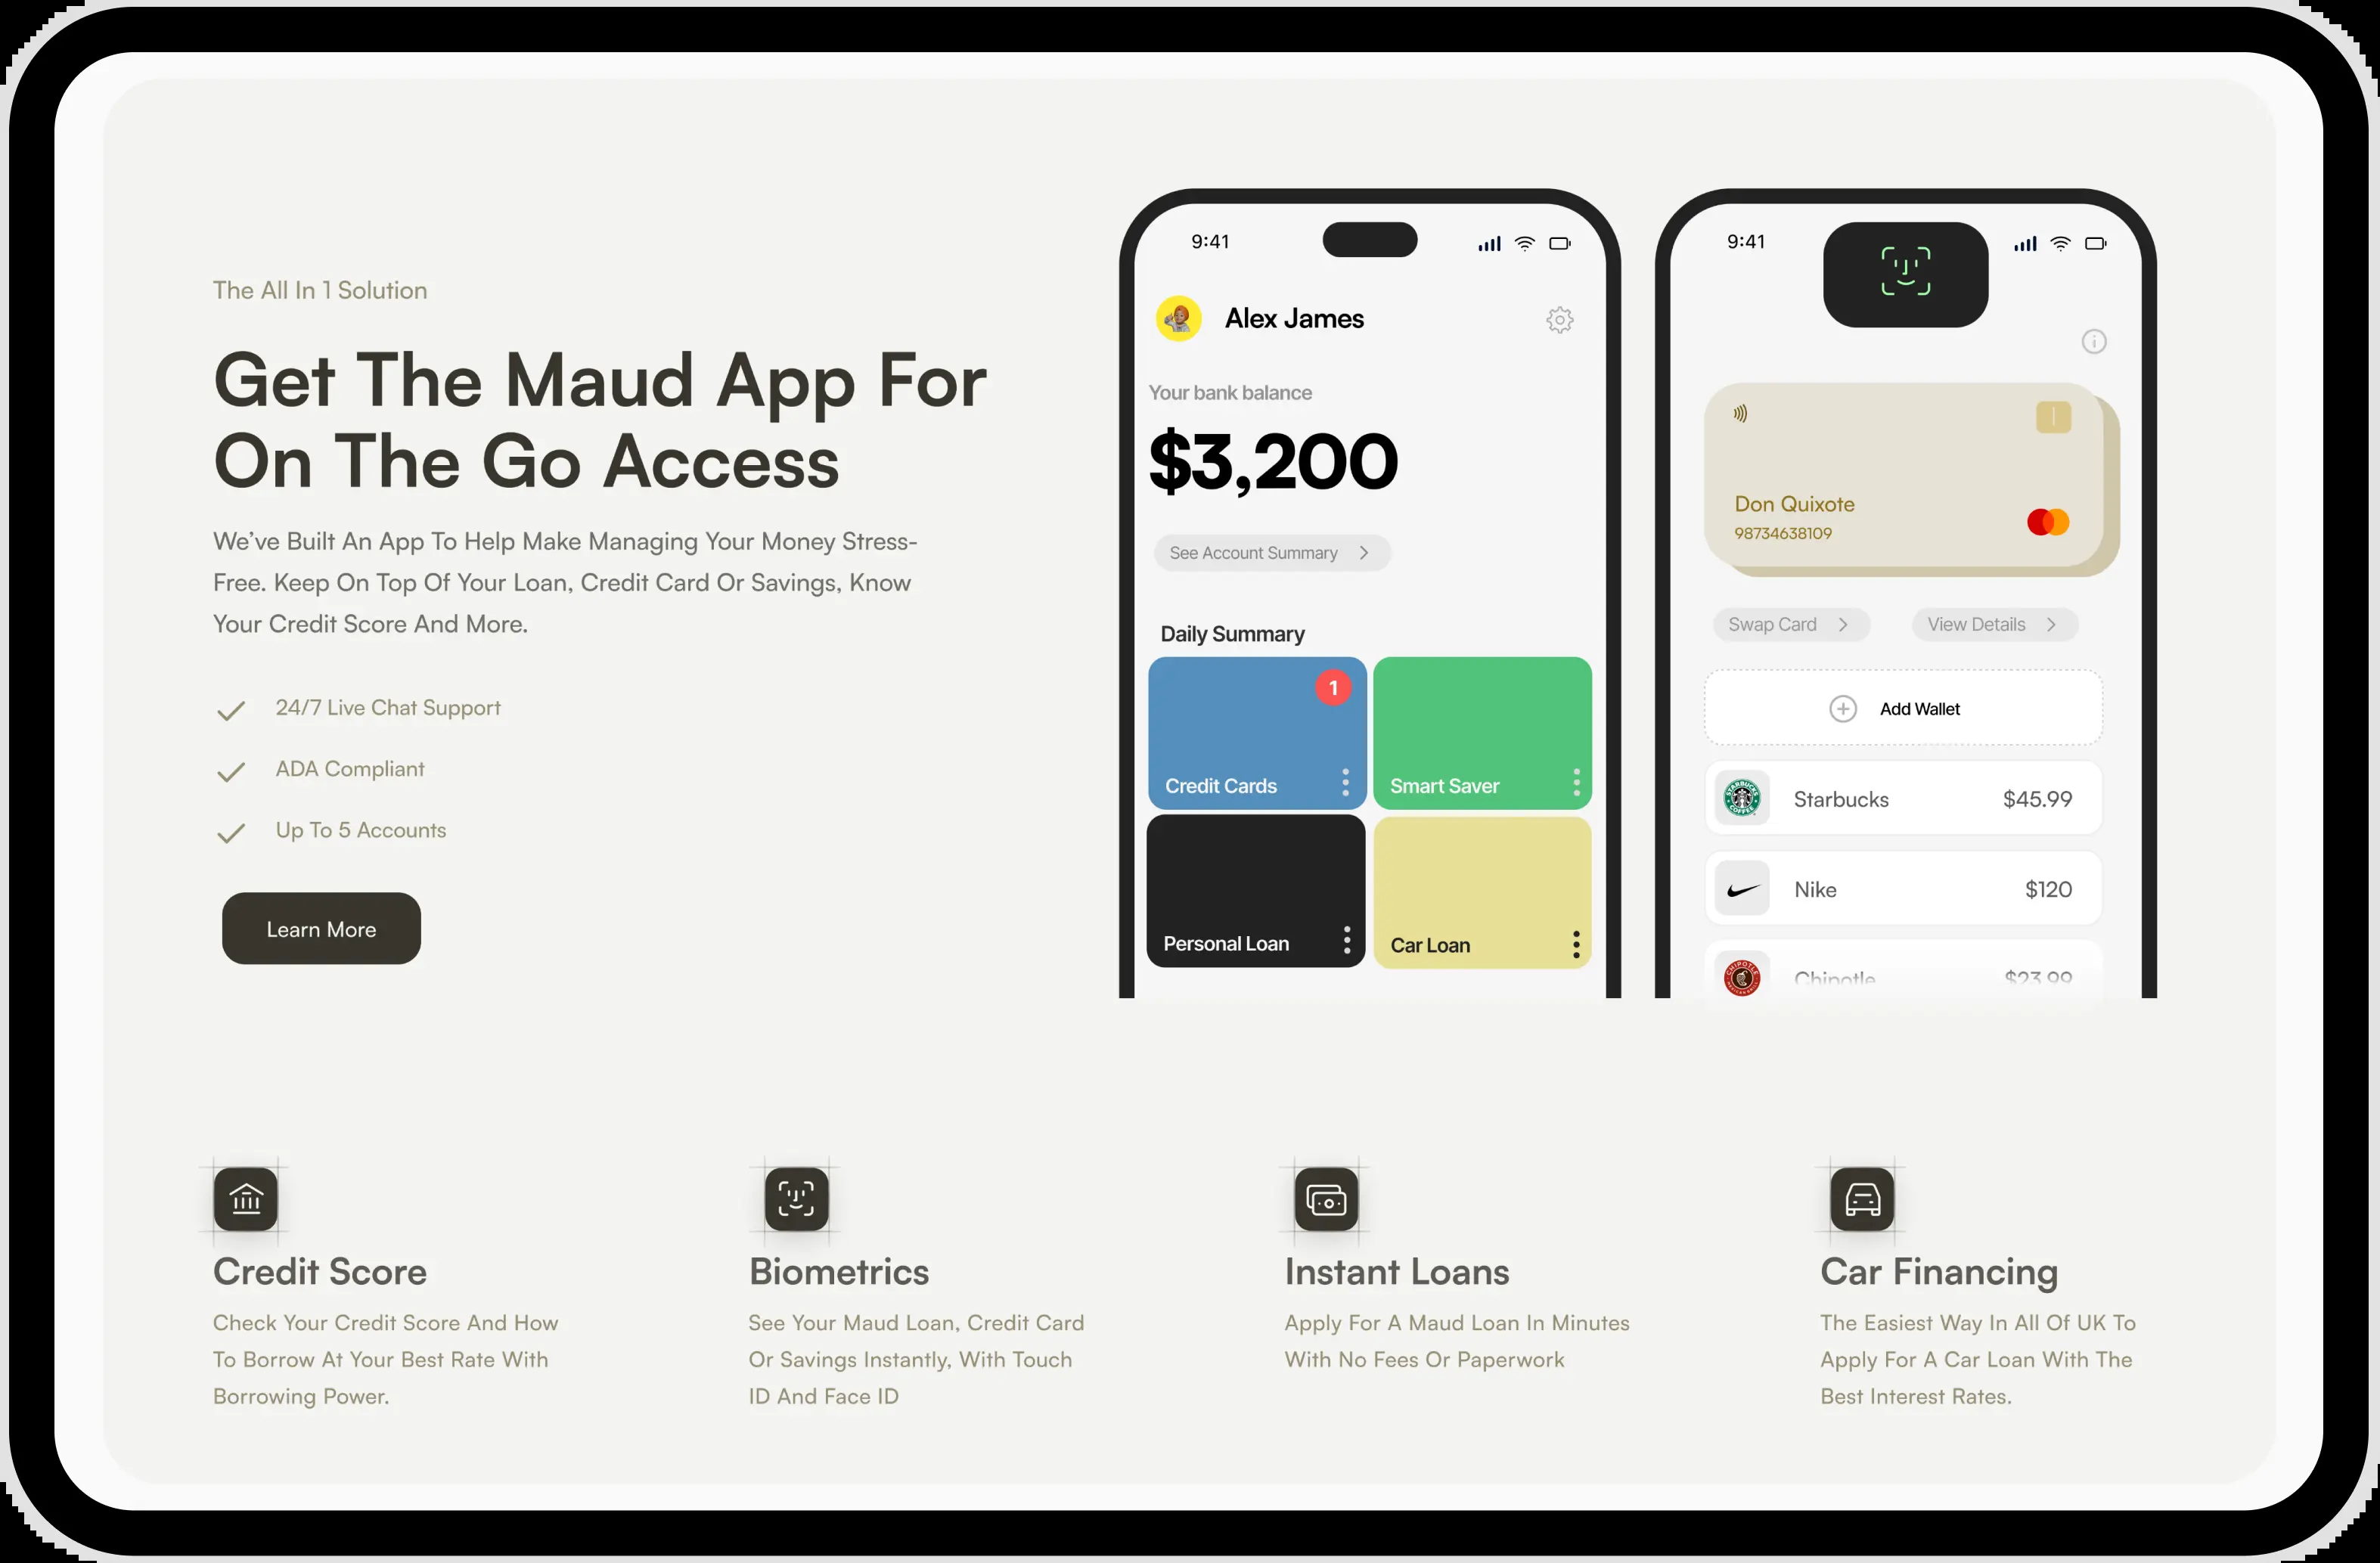 The All In 1 Solution
Get The Maud App For
On The Go Access
We’ve Built An App To Help Make Managing Your Money Stress-
Free. Keep On Top Of Your Loan, Credit Card Or Savings, Know
Your Credit Score And More.
24/7 Live Chat Support
ADA Compliant
Up To 5 Accounts
Learn More
9:41
Alex James
Your bank balance
$3,200
See Account Summary
Daily Summary
1
Credit Cards
Smart Saver
Personal Loan
Car Loan
9:41
Don Quixote
98734638109
Swap Card
View Details
Add Wallet
STARBUCKS
COFFEE
Starbucks $45.99
Nike $120
CHIPOTLE
Chipotle $23.99
Credit Score
Check Your Credit Score And How
To Borrow At Your Best Rate With
Borrowing Power.
Biometrics
See Your Maud Loan, Credit Card
Or Savings Instantly, With Touch
ID And Face ID
Instant Loans
Apply For A Maud Loan In Minutes
With No Fees Or Paperwork
Car Financing
The Easiest Way In All Of UK To
Apply For A Car Loan With The
Best Interest Rates.